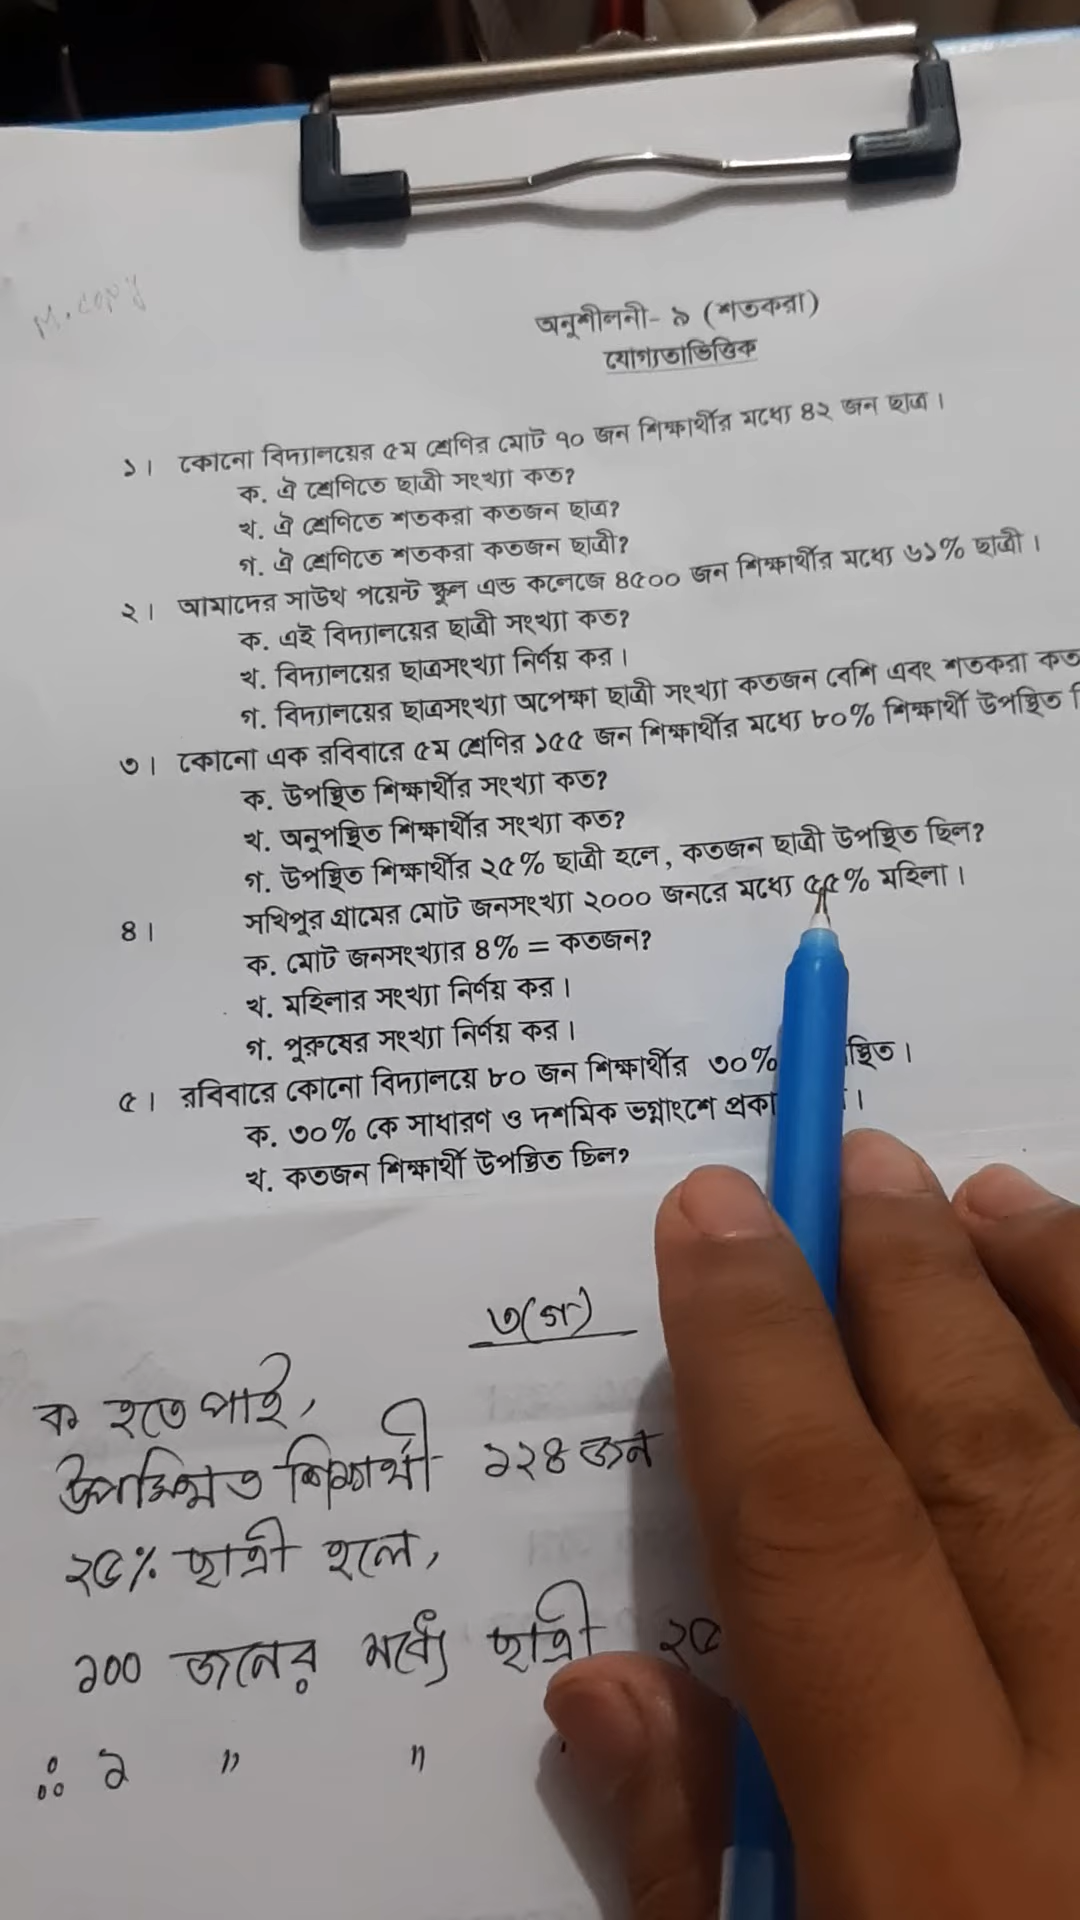 M. copy
অনুশীলনী- ৯ (শতকরা)
যোগ্যতাভিত্তিক
১। কোনো বিদ্যালয়ের ৫ম শ্রেণির মোট ৭০ জন শিক্ষার্থীর মধ্যে ৪২ জন ছাত্র।
ক. ঐ শ্রেণিতে ছাত্রী সংখ্যা কত?
খ. ঐ শ্রেণিতে শতকরা কতজন ছাত্র?
গ. ঐ শ্রেণিতে শতকরা কতজন ছাত্রী?
২। আমাদের সাউথ পয়েন্ট স্কুল এন্ড কলেজে ৪৫০০ জন শিক্ষার্থীর মধ্যে ৬১% ছাত্রী।
ক. এই বিদ্যালয়ের ছাত্রী সংখ্যা কত?
খ. বিদ্যালয়ের ছাত্রসংখ্যা নির্ণয় কর।
গ. বিদ্যালয়ের ছাত্রসংখ্যা অপেক্ষা ছাত্রী সংখ্যা কতজন বেশি এবং শতকরা কত
৩। কোনো এক রবিবারে ৫ম শ্রেণির ১৫৫ জন শিক্ষার্থীর মধ্যে ৮০% শিক্ষার্থী উপস্থিত
ক. উপস্থিত শিক্ষার্থীর সংখ্যা কত?
খ. অনুপস্থিত শিক্ষার্থীর সংখ্যা কত?
গ. উপস্থিত শিক্ষার্থীর ২৫% ছাত্রী হলে, কতজন ছাত্রী উপস্থিত ছিল?
৪। সখিপুর গ্রামের মোট জনসংখ্যা ২০০০ জনরে মধ্যে ৫৫% মহিলা।
ক. মোট জনসংখ্যার ৪% = কতজন?
খ. মহিলার সংখ্যা নির্ণয় কর।
গ. পুরুষের সংখ্যা নির্ণয় কর।
৫। রবিবারে কোনো বিদ্যালয়ে ৮০ জন শিক্ষার্থীর ৩০% স্থিত।
ক. ৩০% কে সাধারণ ও দশমিক ভগ্নাংশে প্রকা ।
খ. কতজন শিক্ষার্থী উপস্থিত ছিল?
৩(গ)
ক হতে পাই,
উপস্থিত শিক্ষার্থী ১২৪ জন
২৫% ছাত্রী হলে,
১০০ জনের মধ্যে ছাত্রী ২৫
∴ ১ " "